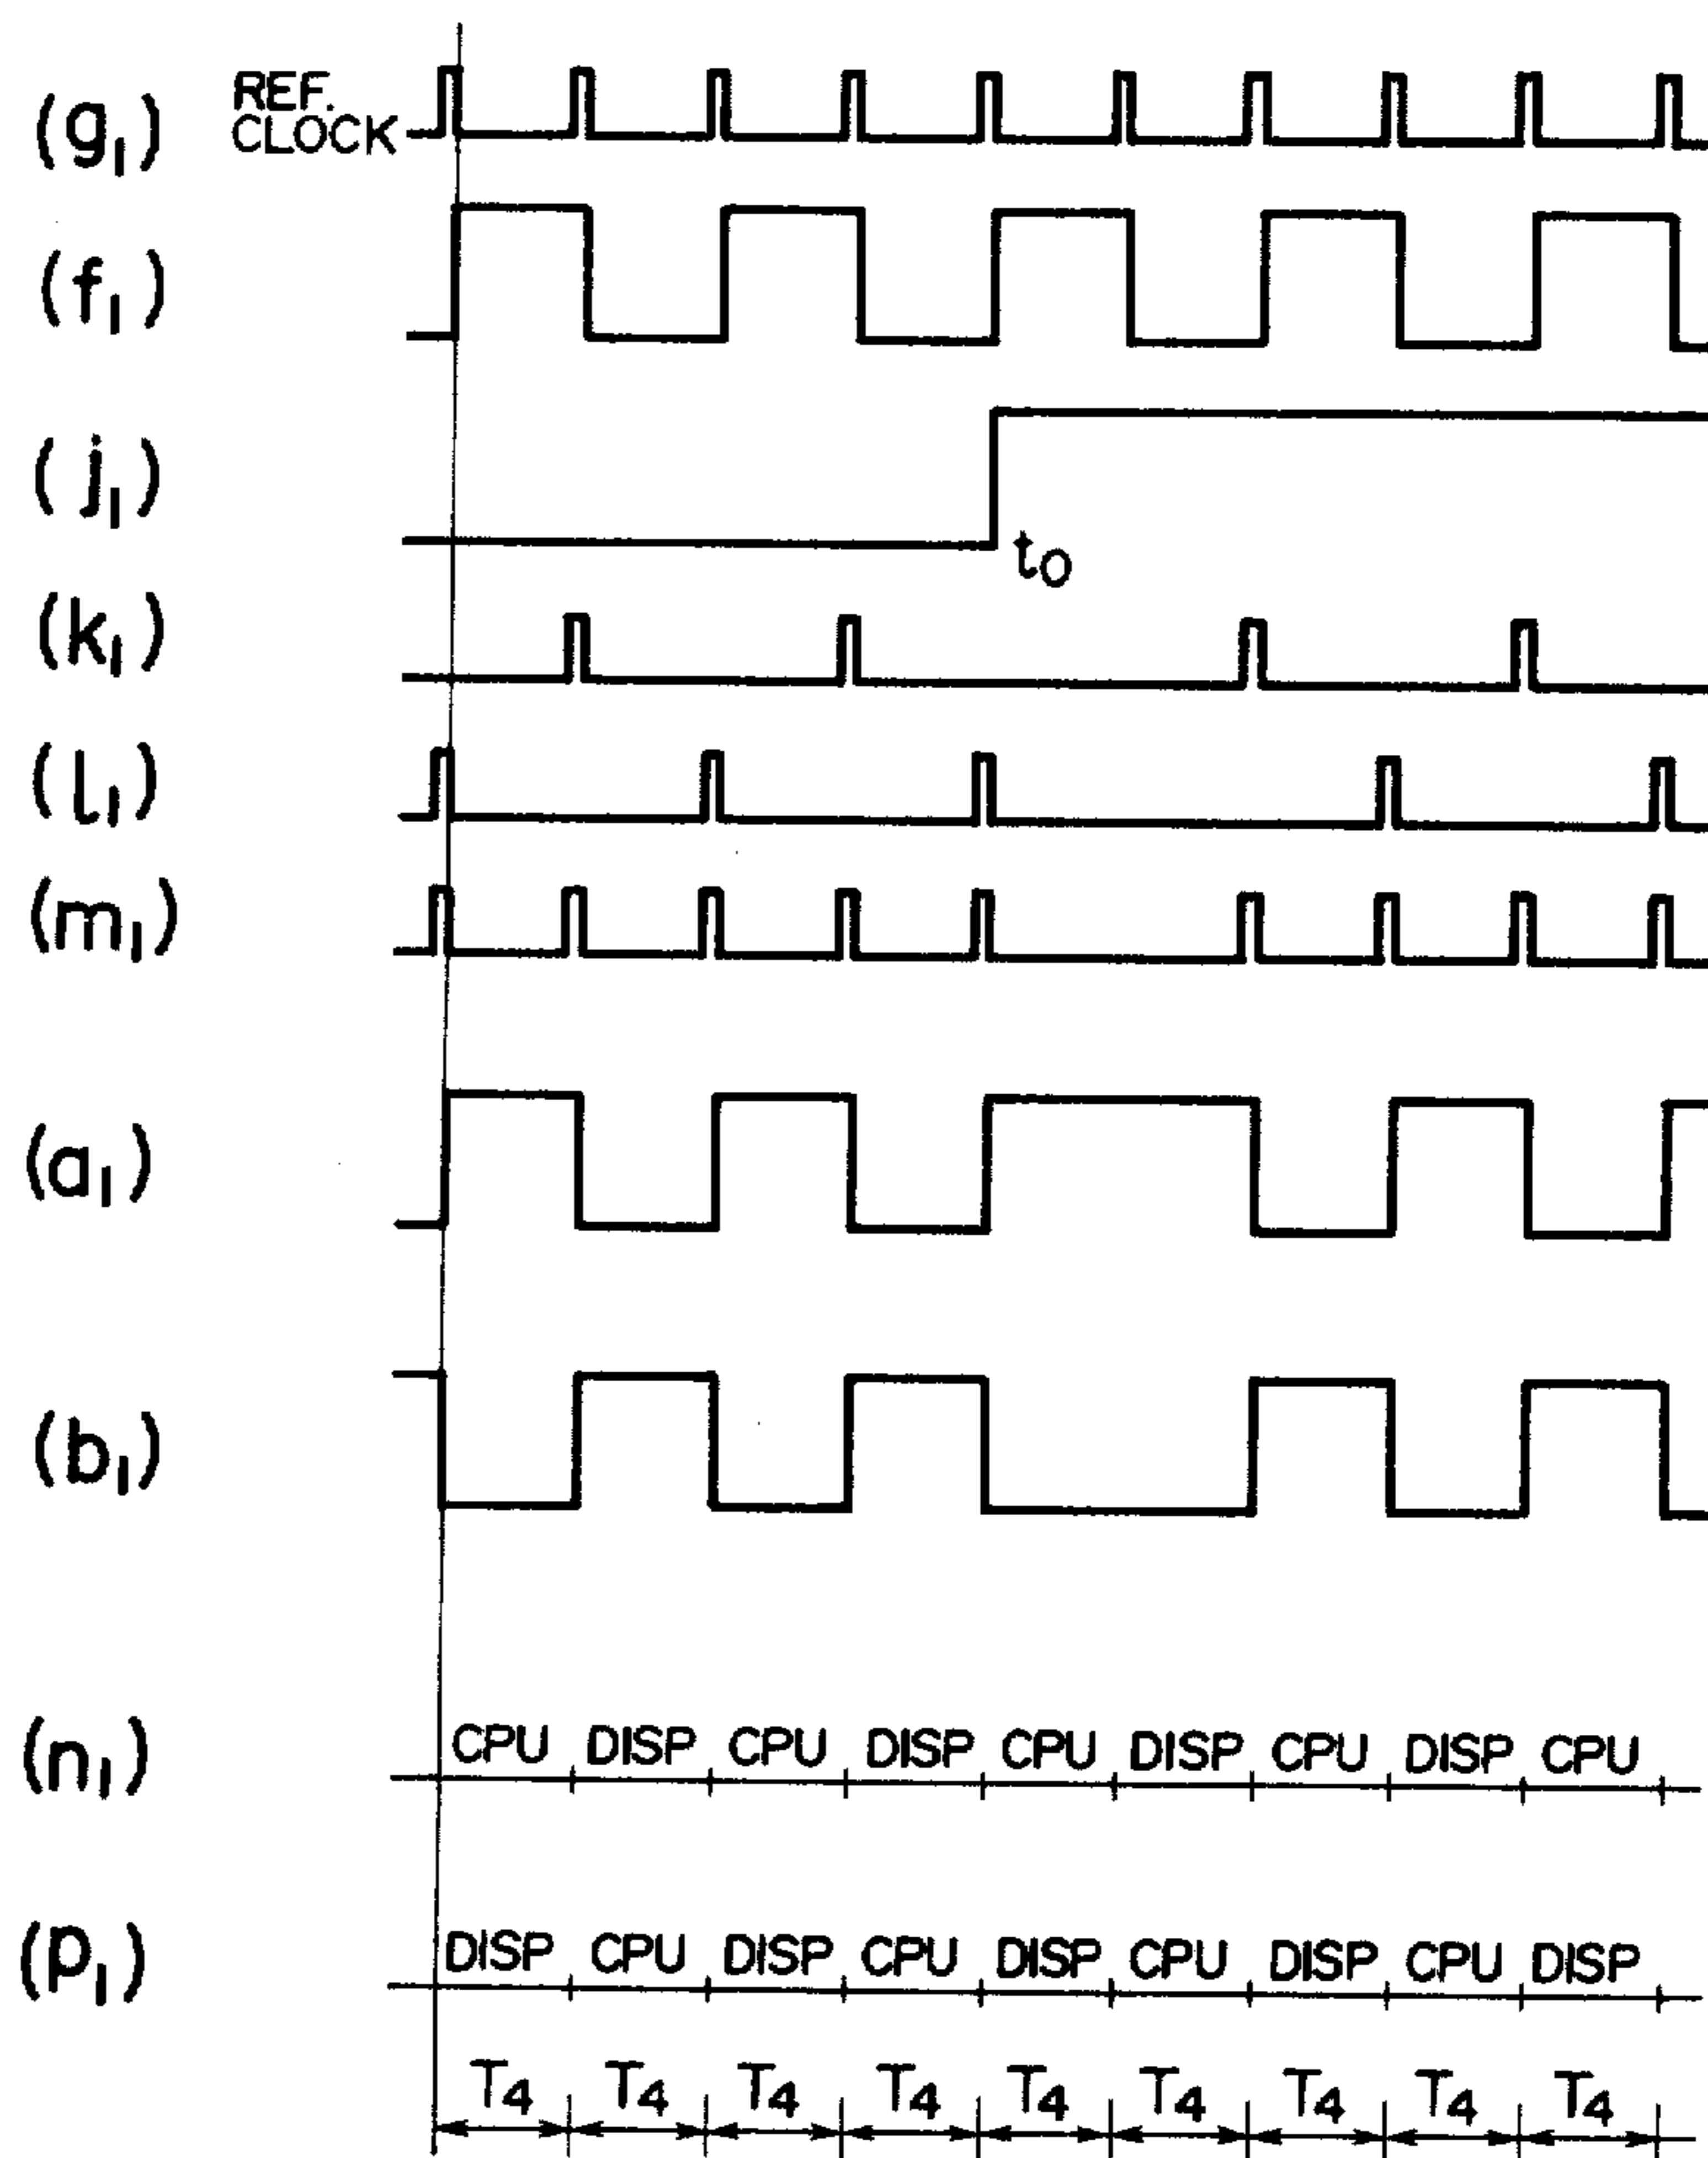 (g₁) REF. CLOCK
(f₁)
(j₁)
t₀
(k₁)
(l₁)
(m₁)
(a₁)
(b₁)
(n₁) CPU DISP CPU DISP CPU DISP CPU DISP CPU
(p₁) DISP CPU DISP CPU DISP CPU DISP CPU DISP
T₄ T₄ T₄ T₄ T₄ T₄ T₄ T₄ T₄